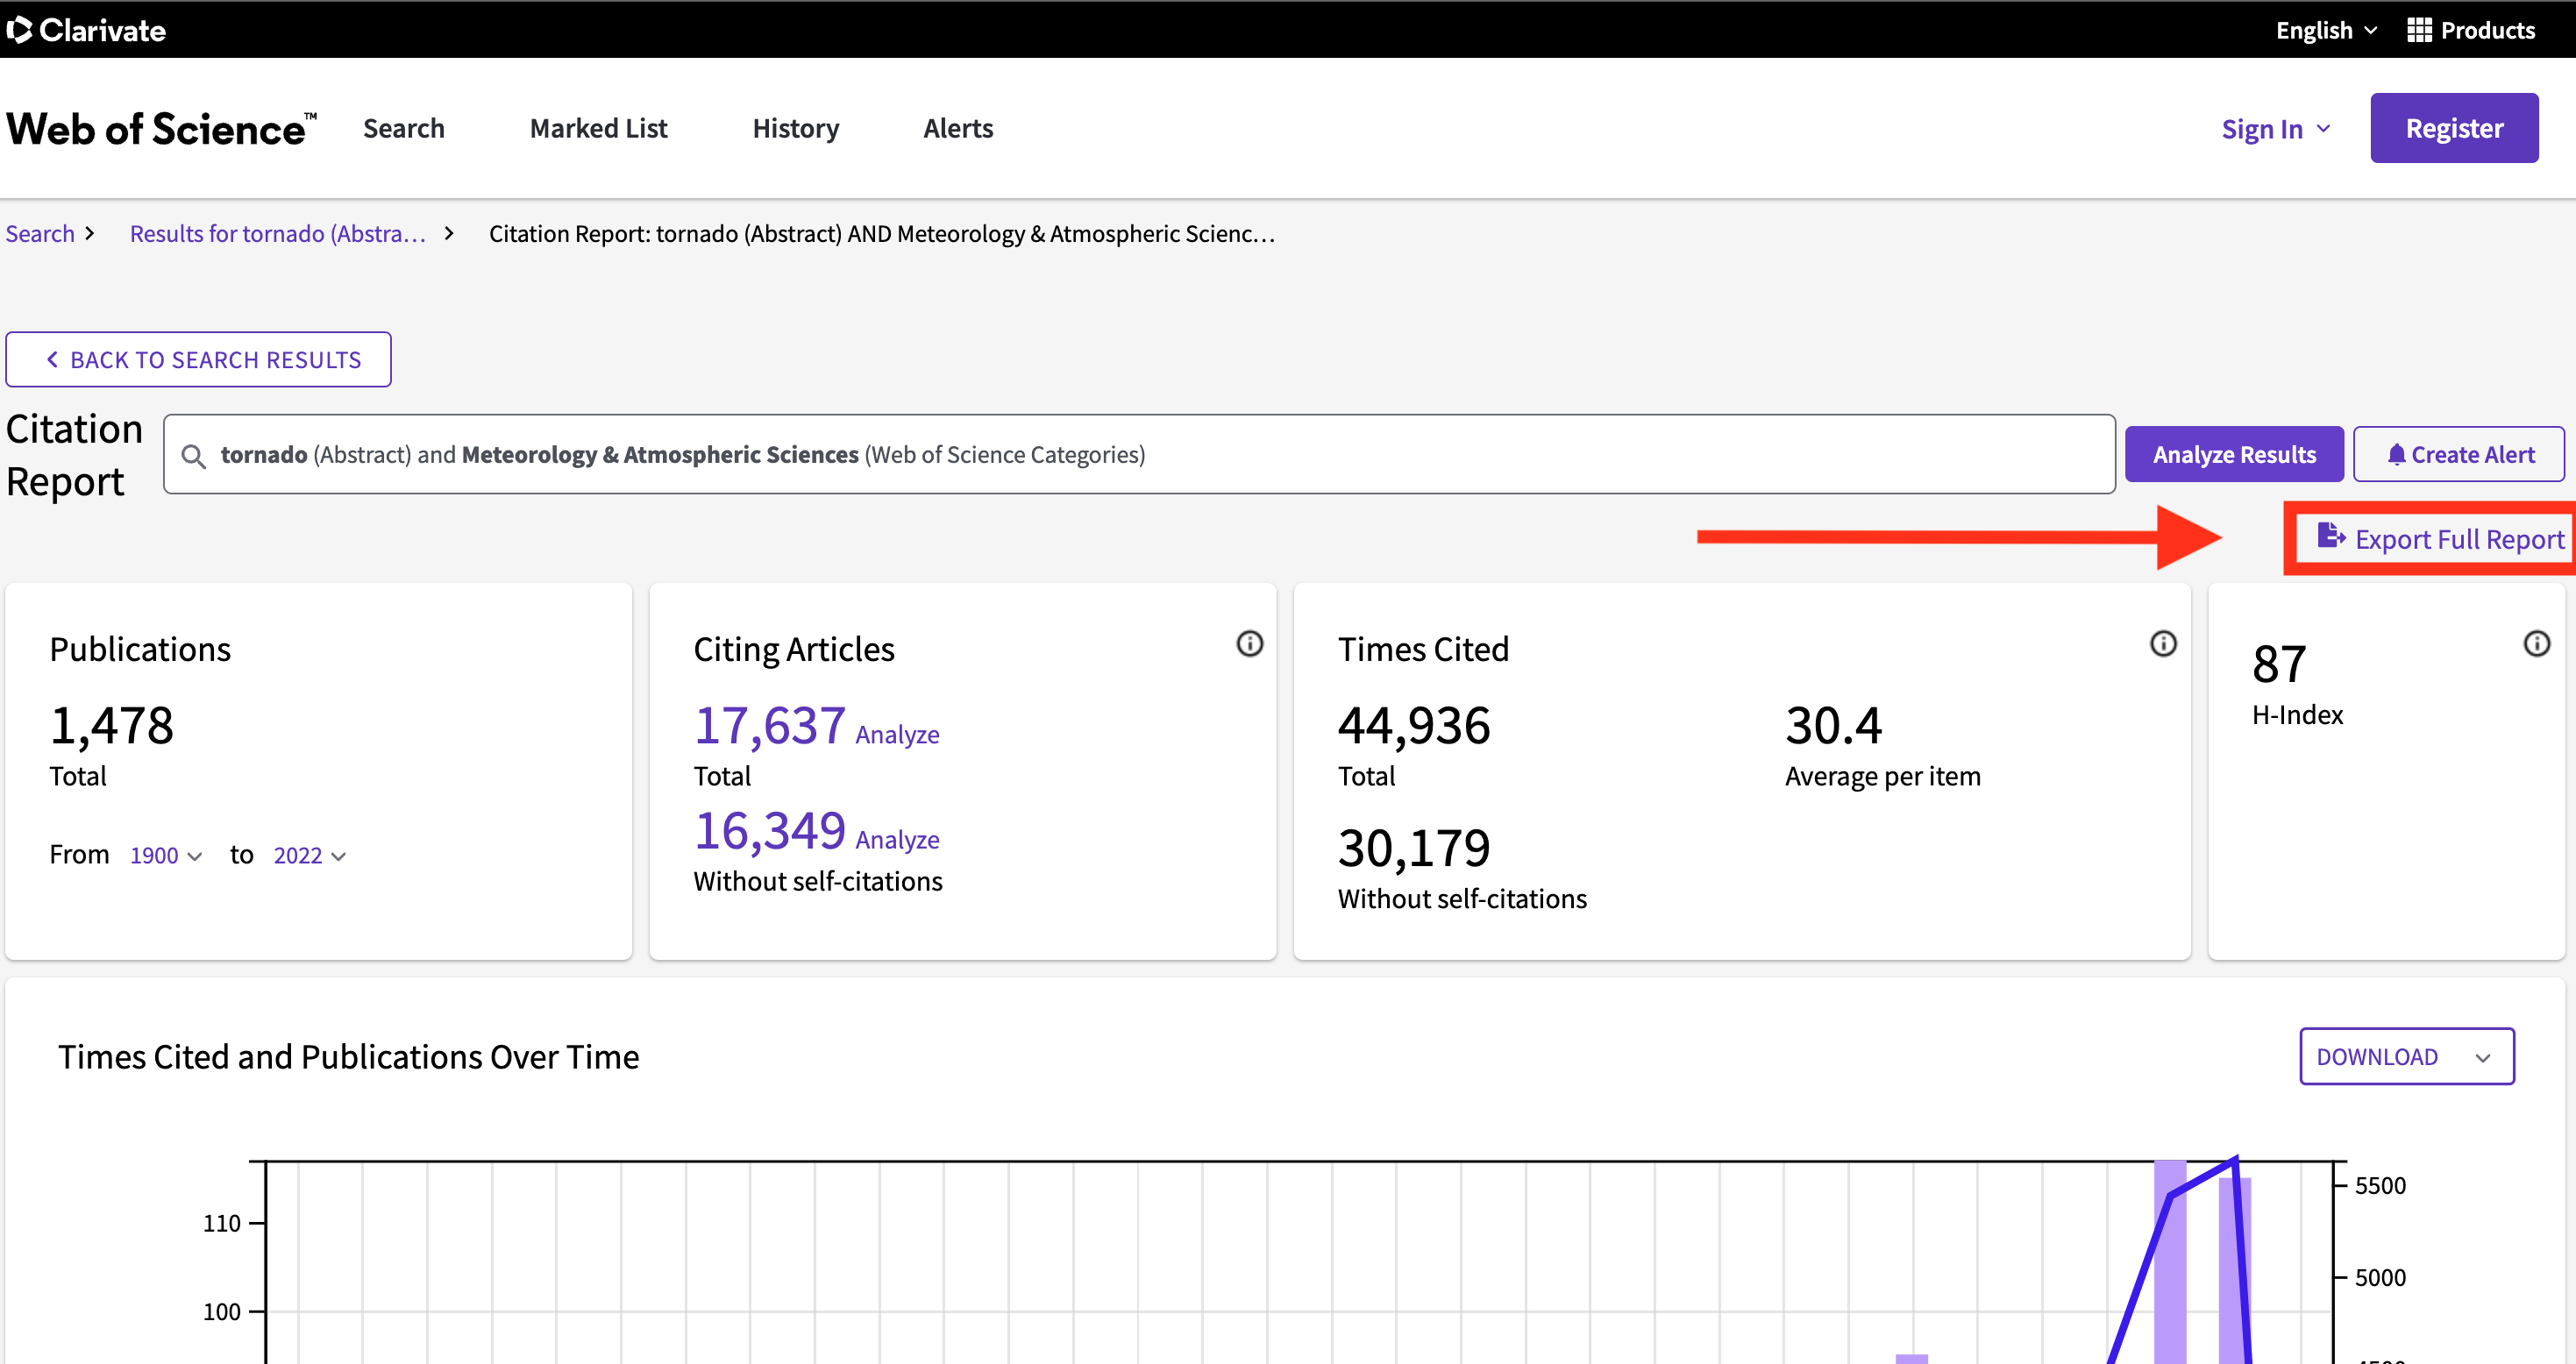 Clarivate
English
Products
Web of Science™
Search
Marked List
History
Alerts
Sign In
Register
Search
Results for tornado (Abstra…
Citation Report: tornado (Abstract) AND Meteorology & Atmospheric Scienc…
BACK TO SEARCH RESULTS
Citation
Report
tornado (Abstract) and Meteorology & Atmospheric Sciences (Web of Science Categories)
Analyze Results
Create Alert
Export Full Report
Publications
1,478
Total
From 1900 to 2022
Citing Articles
17,637 Analyze
Total
16,349 Analyze
Without self-citations
Times Cited
44,936
Total
30.4
Average per item
30,179
Without self-citations
87
H-Index
Times Cited and Publications Over Time
DOWNLOAD
110
100
5500
5000